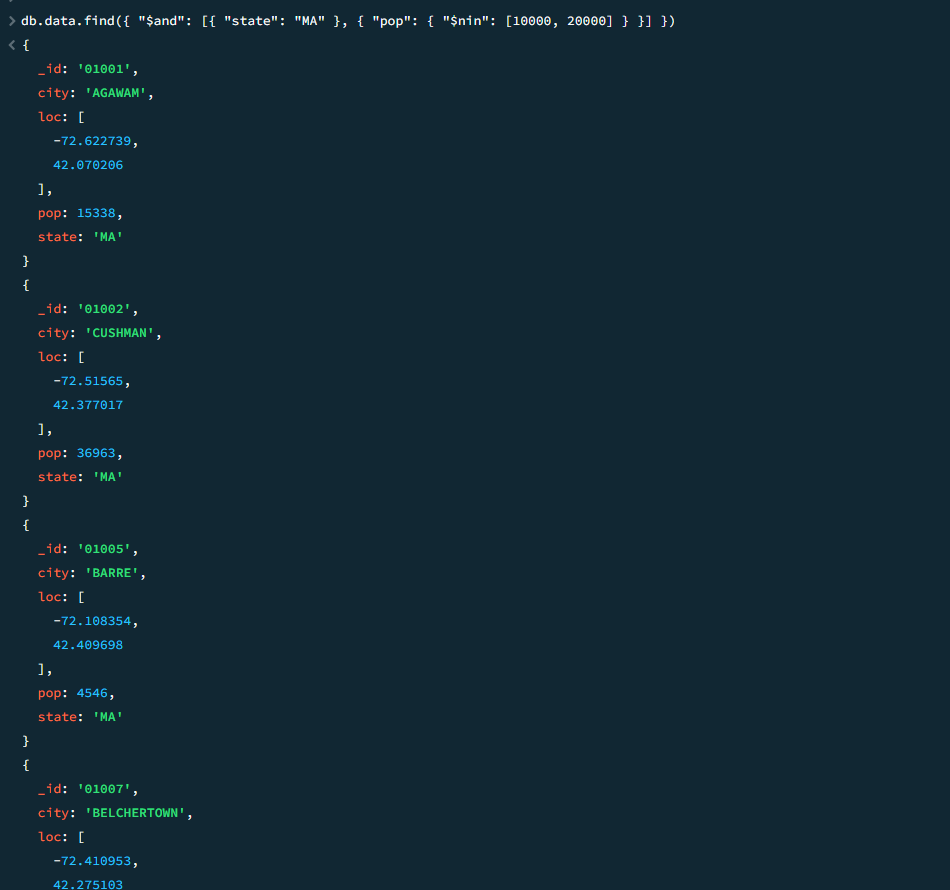 > db.data.find({ "$and": [{ "state": "MA" }, { "pop": { "$nin": [10000, 20000] } }] })
< {
_id: '01001',
city: 'AGAWAM',
loc: [
-72.622739,
42.070206
],
pop: 15338,
state: 'MA'
}
{
_id: '01002',
city: 'CUSHMAN',
loc: [
-72.51565,
42.377017
],
pop: 36963,
state: 'MA'
}
{
_id: '01005',
city: 'BARRE',
loc: [
-72.108354,
42.409698
],
pop: 4546,
state: 'MA'
}
{
_id: '01007',
city: 'BELCHERTOWN',
loc: [
-72.410953,
42.275103